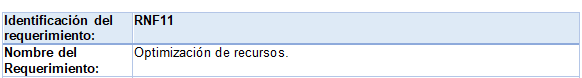 Identificación del RNF11
requerimiento:
Nombre del Optimización de recursos.
Requerimiento: